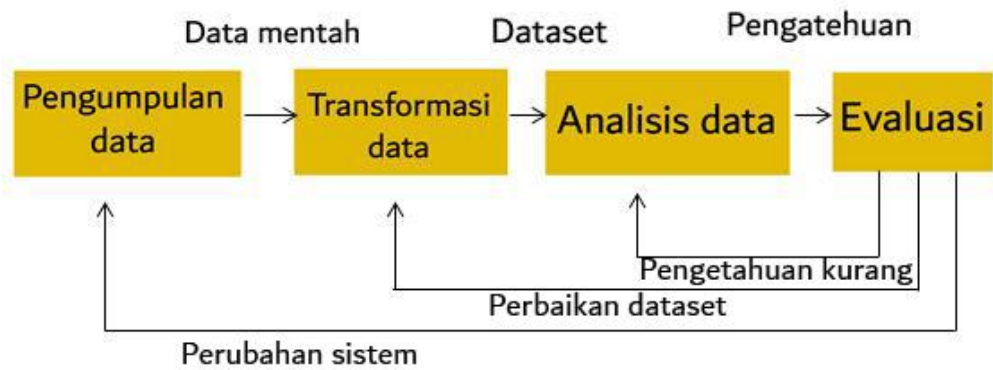 Data mentah
Dataset
Pengatehuan
Pengumpulan
data
Transformasi
data
Analisis data
Evaluasi
Pengetahuan kurang
Perbaikan dataset
Perubahan sistem